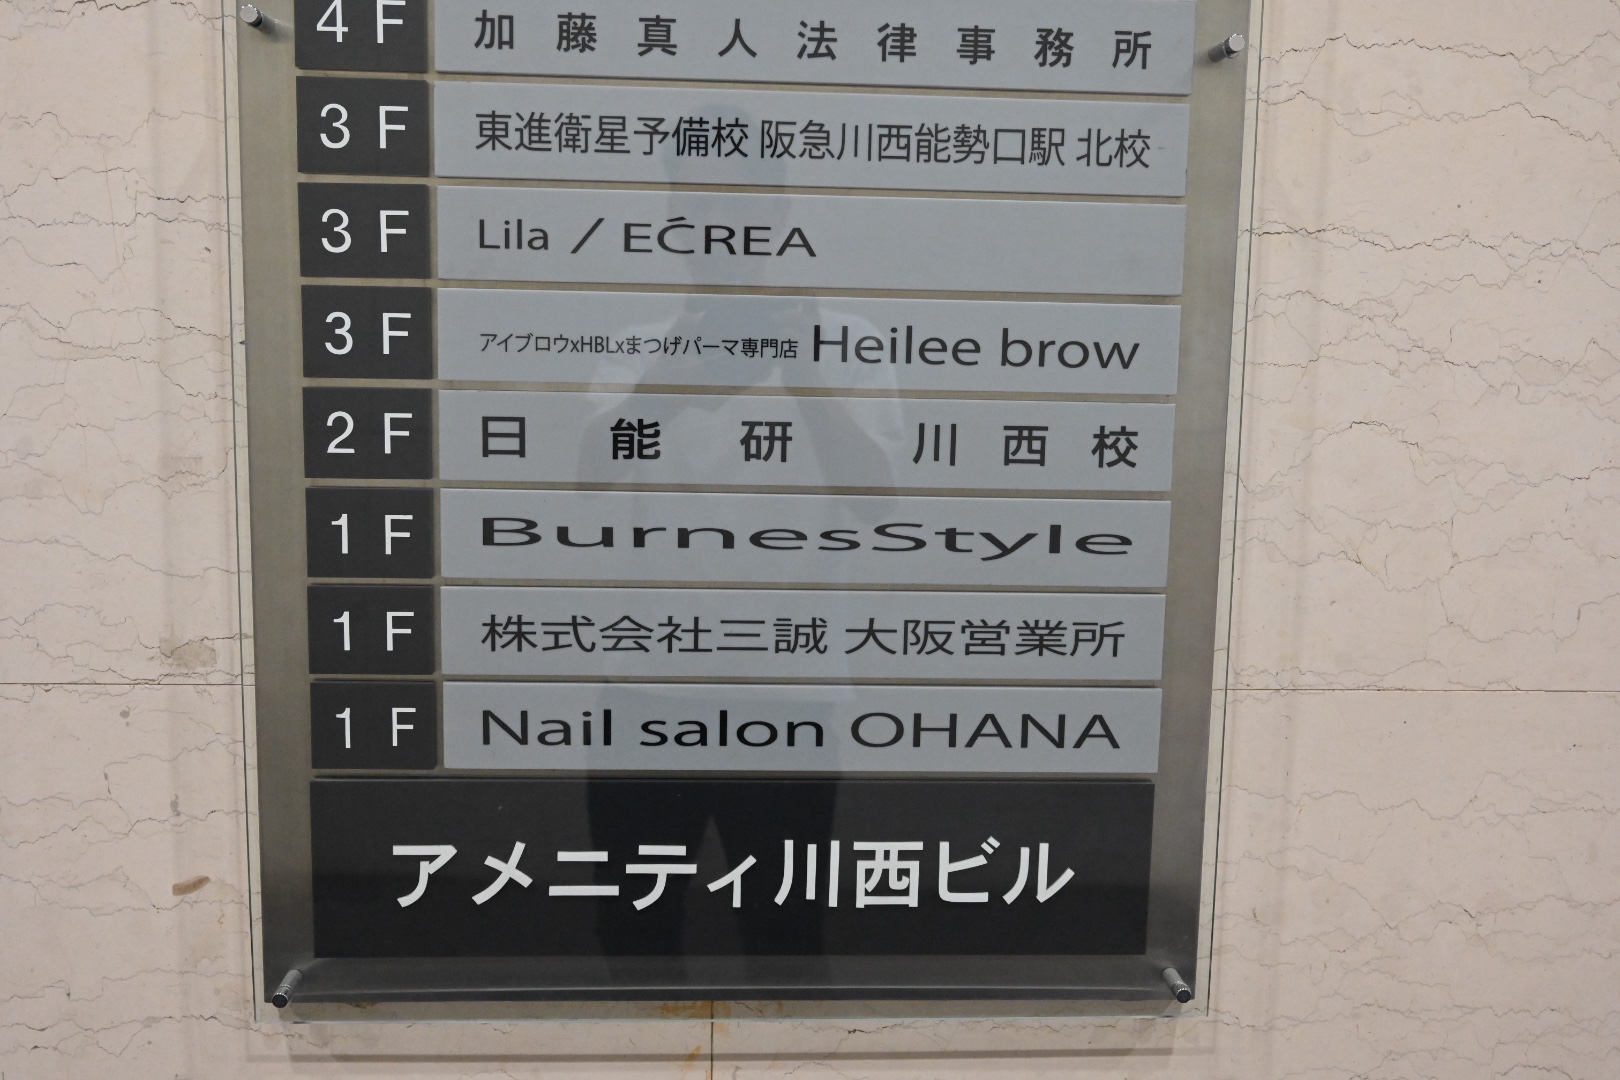 4F 加藤真人法律事務所
3F 東進衛星予備校 阪急川西能勢口駅 北校
3F Lila / EĆREA
3F アイブロウxHBLxまつげパーマ専門店 Heilee brow
2F 日能研 川西校
1F BurnesStyle
1F 株式会社三誠 大阪営業所
1F Nail salon OHANA
アメニティ川西ビル